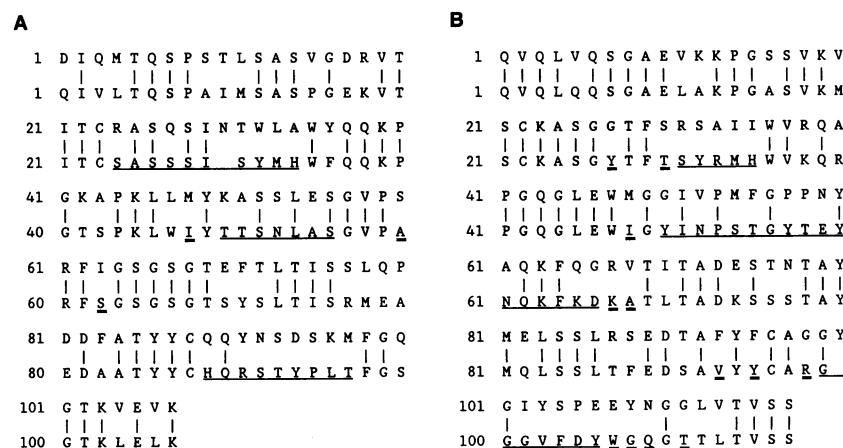 A
1 D I Q M T Q S P S T L S A S V G D R V T
1 Q I V L T Q S P A I M S A S P G E K V T
21 I T C R A S Q S I N T W L A W Y Q Q K P
21 I T C S A S S S I S Y M H W F Q Q K P
41 G K A P K L L M Y K A S S L E S G V P S
40 G T S P K L W I Y T T S N L A S G V P A
61 R F I G S G S G T E F T L T I S S L Q P
60 R F S G S G S G T S Y S L T I S R M E A
81 D D F A T Y Y C Q Q Y N S D S K M F G Q
80 E D A A T Y Y C H Q R S T Y P L T F G S
101 G T K V E V K
100 G T K L E L K
B
1 Q V Q L V Q S G A E V K K P G S S V K V
1 Q V Q L Q Q S G A E L A K P G A S V K M
21 S C K A S G G T F S R S A I I W V R Q A
21 S C K A S G Y T F T S Y R M H W V K Q R
41 P G Q G L E W M G G I V P M F G P P N Y
41 P G Q G L E W I G Y I N P S T G Y T E Y
61 A Q K F Q G R V T I T A D E S T N T A Y
61 N Q K F K D K A T L T A D K S S S T A Y
81 M E L S S L R S E D T A F Y F C A G G Y
81 M Q L S S L T F E D S A V Y Y C A R G
101 G I Y S P E E Y N G G L V T V S S
100 G G V F D Y W G Q G T T L T V S S